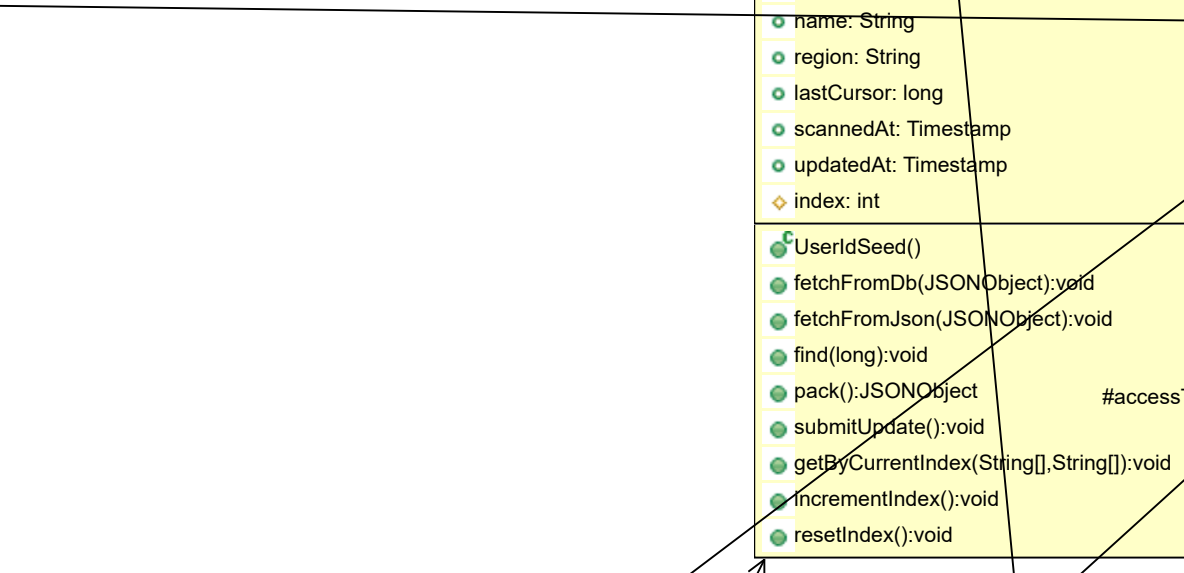 name: String
region: String
lastCursor: long
scannedAt: Timestamp
updatedAt: Timestamp
index: int
UserIdSeed()
fetchFromDb(JSONObject):void
fetchFromJson(JSONObject):void
find(long):void
pack():JSONObject
#access
submitUpdate():void
getByCurrentIndex(String[],String[]):void
incrementIndex():void
resetIndex():void